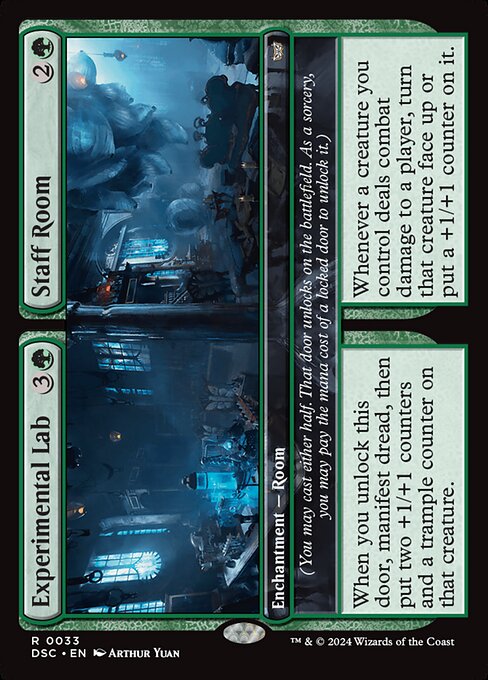 Experimental Lab 3
When you unlock this
door, manifest dread, then
put two +1/+1 counters
and a trample counter on
that creature.
Staff Room 2
Whenever a creature you
control deals combat
damage to a player, turn
that creature face up or
put a +1/+1 counter on it.
Enchantment — Room
(You may cast either half. That door unlocks on the battlefield. As a sorcery,
you may pay the mana cost of a locked door to unlock it.)
R 0033
DSC • EN ARTHUR YUAN
™ & © 2024 Wizards of the Coast